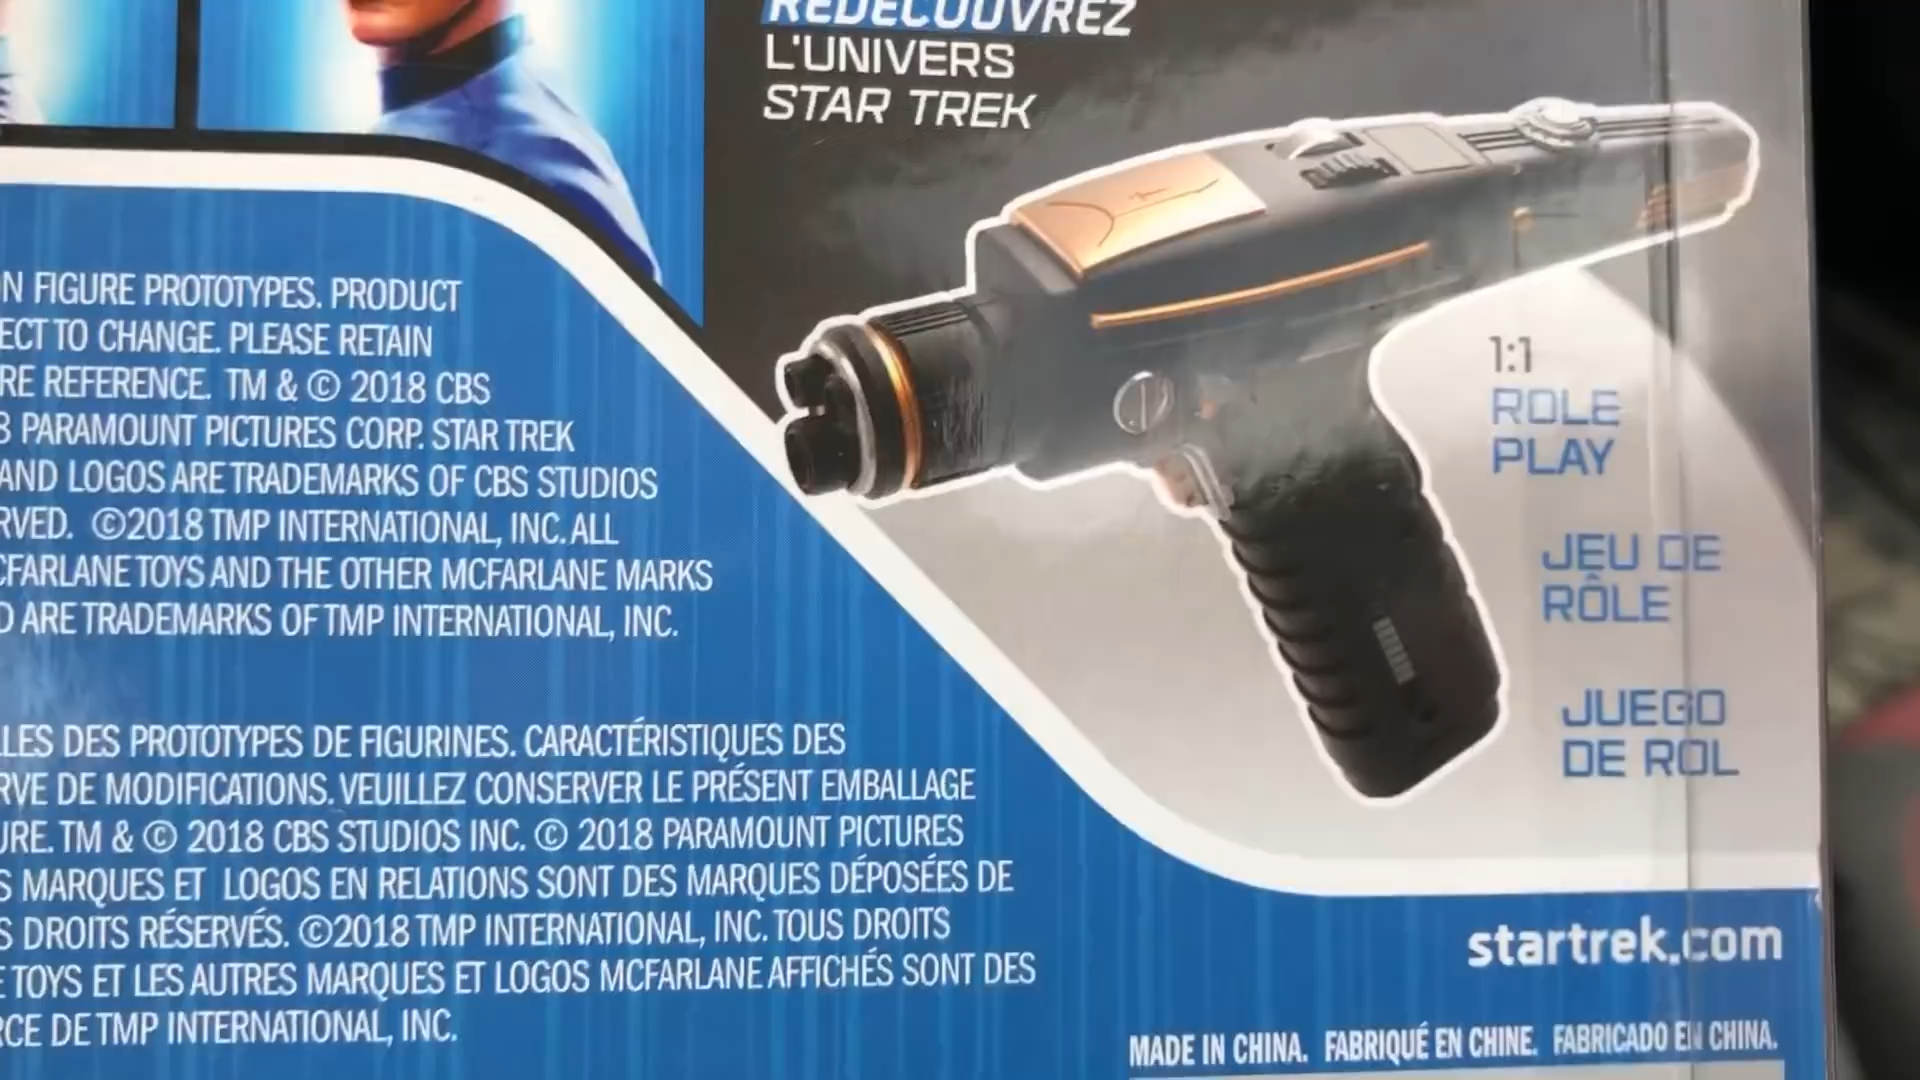 REDÉCOUVREZ
L'UNIVERS
STAR TREK
N FIGURE PROTOTYPES. PRODUCT
ECT TO CHANGE. PLEASE RETAIN
RE REFERENCE. TM & © 2018 CBS
8 PARAMOUNT PICTURES CORP. STAR TREK
AND LOGOS ARE TRADEMARKS OF CBS STUDIOS
RVED. ©2018 TMP INTERNATIONAL, INC. ALL
CFARLANE TOYS AND THE OTHER MCFARLANE MARKS
D ARE TRADEMARKS OF TMP INTERNATIONAL, INC.
1:1
ROLE
PLAY
JEU DE
RÔLE
JUEGO
DE ROL
LLES DES PROTOTYPES DE FIGURINES. CARACTÉRISTIQUES DES
RVE DE MODIFICATIONS. VEUILLEZ CONSERVER LE PRÉSENT EMBALLAGE
URE. TM & © 2018 CBS STUDIOS INC. © 2018 PARAMOUNT PICTURES
S MARQUES ET LOGOS EN RELATIONS SONT DES MARQUES DÉPOSÉES DE
S DROITS RÉSERVÉS. ©2018 TMP INTERNATIONAL, INC. TOUS DROITS
E TOYS ET LES AUTRES MARQUES ET LOGOS MCFARLANE AFFICHÉS SONT DES
RCE DE TMP INTERNATIONAL, INC.
startrek.com
MADE IN CHINA. FABRIQUÉ EN CHINE. FABRICADO EN CHINA.